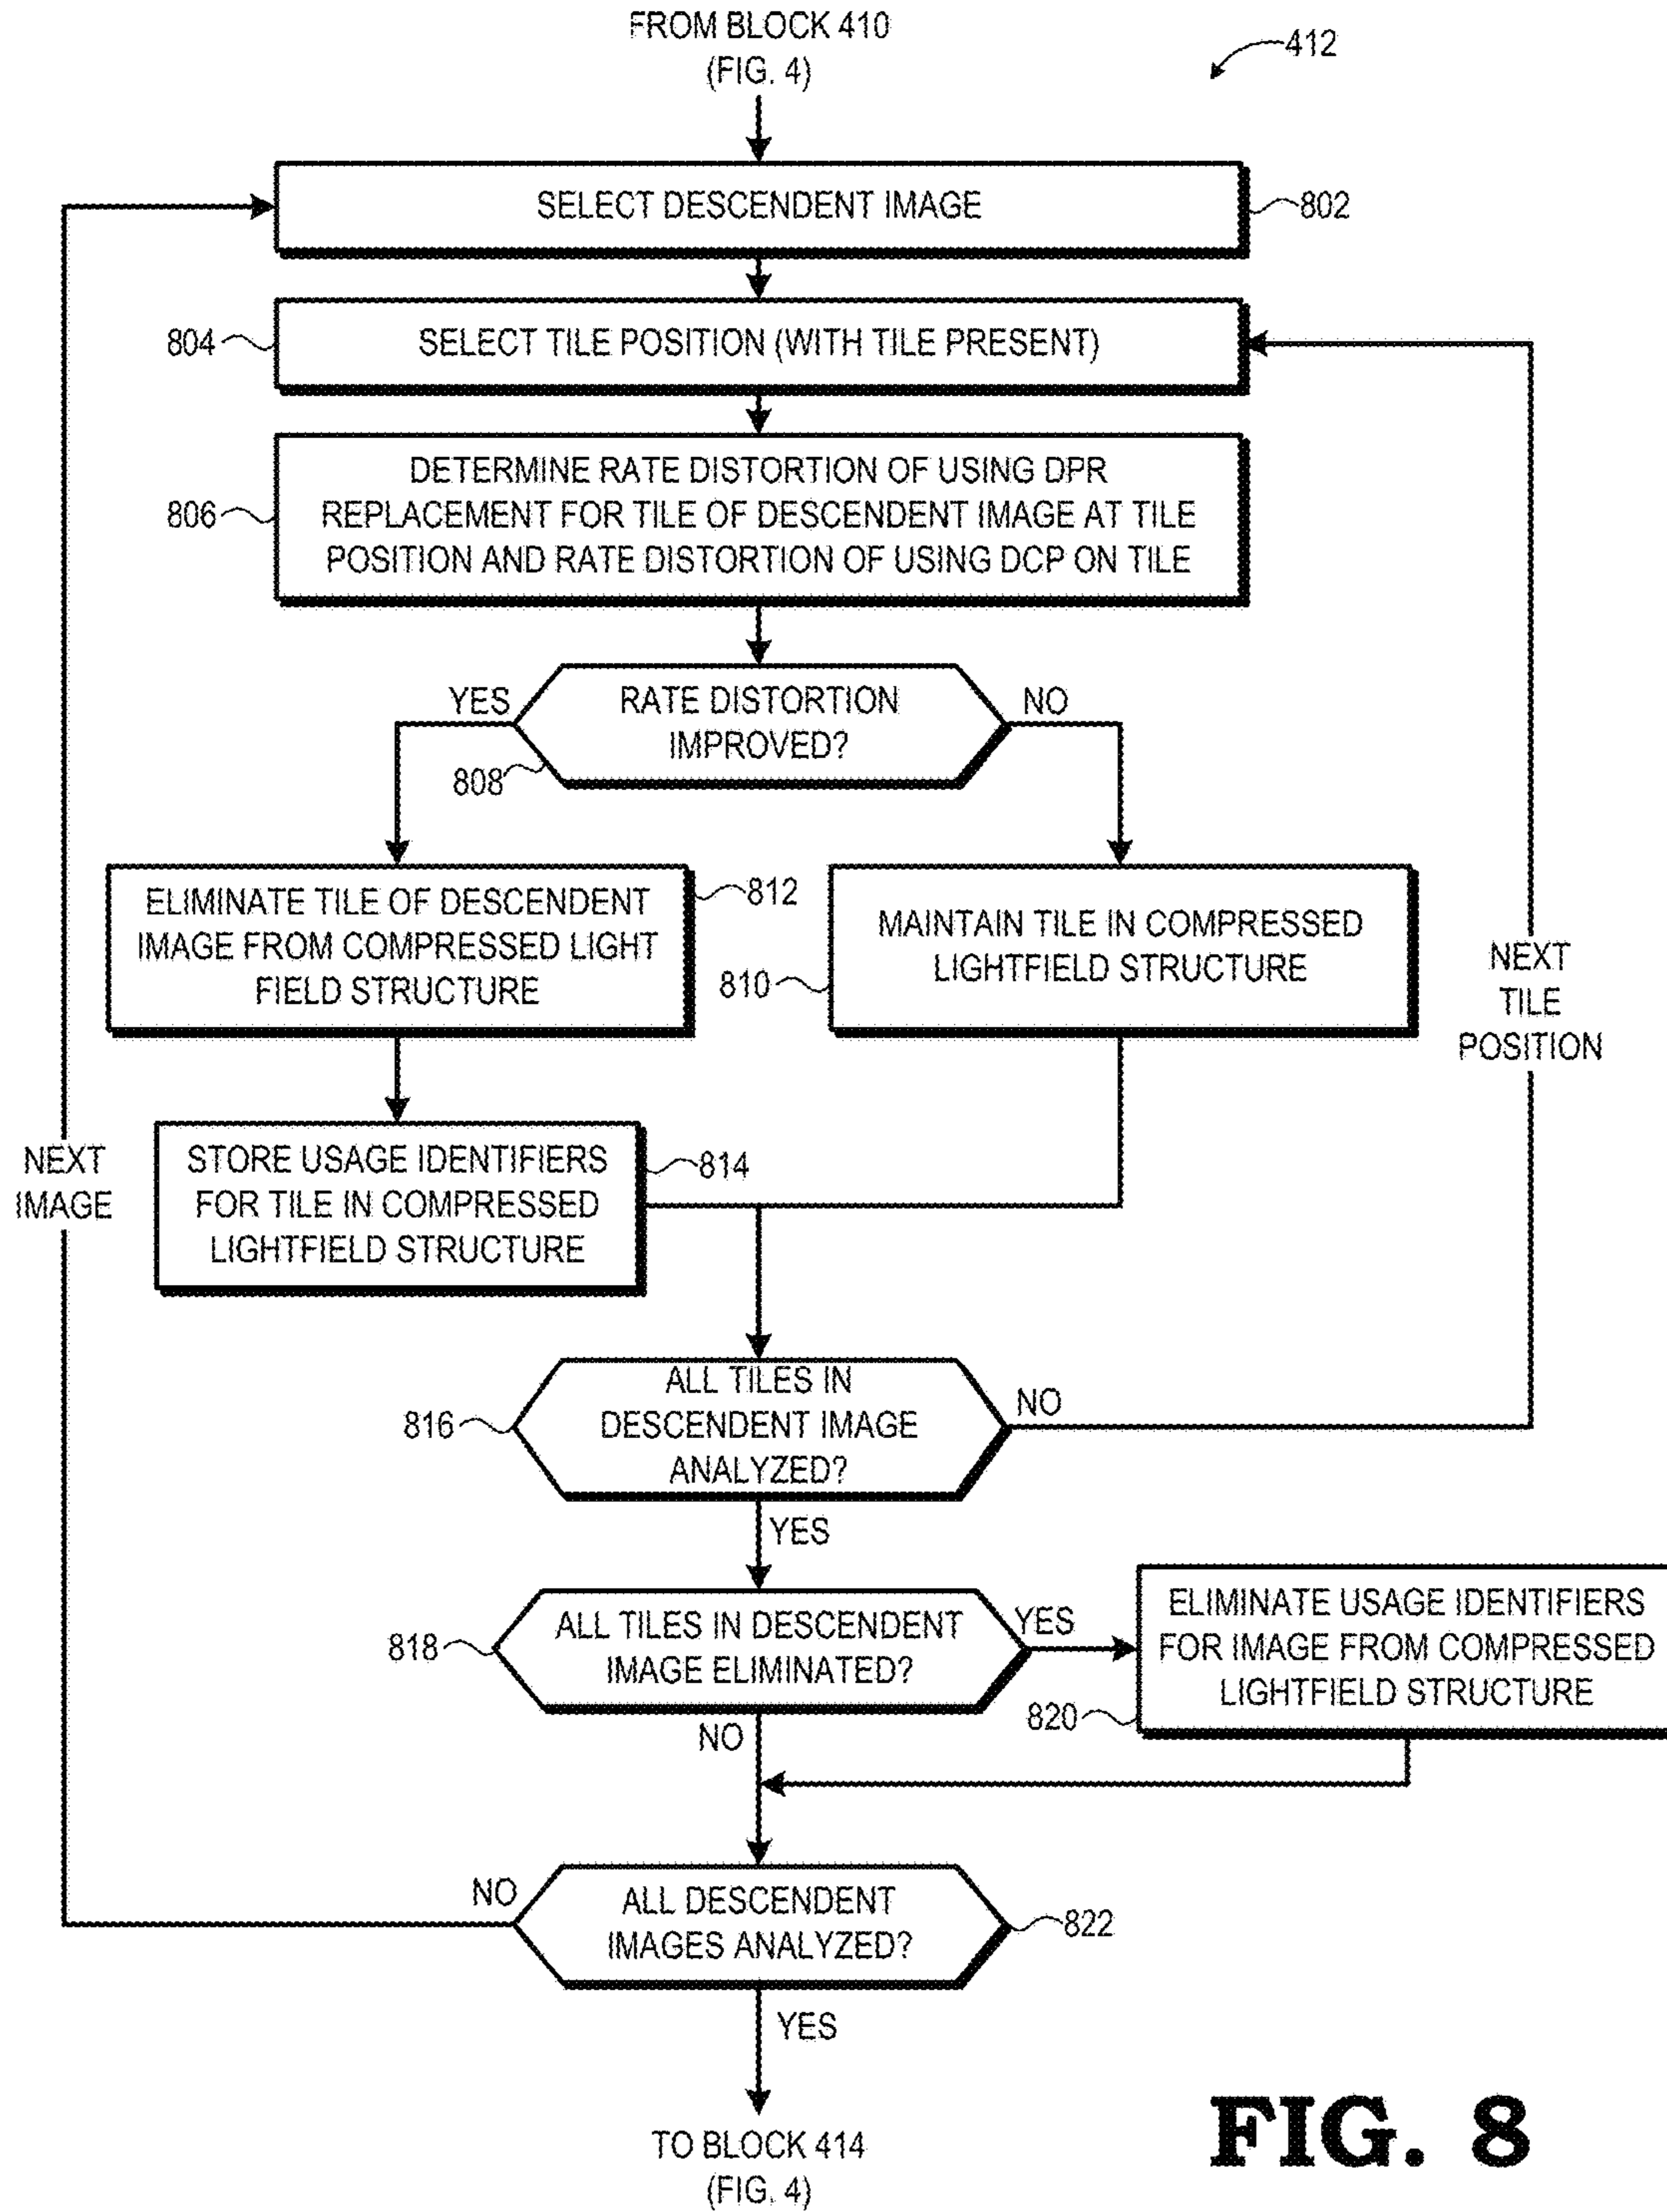 FROM BLOCK 410
(FIG. 4)
412
SELECT DESCENDENT IMAGE
802
804
SELECT TILE POSITION (WITH TILE PRESENT)
806
DETERMINE RATE DISTORTION OF USING DPR
REPLACEMENT FOR TILE OF DESCENDENT IMAGE AT TILE
POSITION AND RATE DISTORTION OF USING DCP ON TILE
YES
RATE DISTORTION
IMPROVED?
NO
808
ELIMINATE TILE OF DESCENDENT
IMAGE FROM COMPRESSED LIGHT
FIELD STRUCTURE
812
810
MAINTAIN TILE IN COMPRESSED
LIGHTFIELD STRUCTURE
NEXT
TILE
POSITION
NEXT
IMAGE
STORE USAGE IDENTIFIERS
FOR TILE IN COMPRESSED
LIGHTFIELD STRUCTURE
814
816
ALL TILES IN
DESCENDENT IMAGE
ANALYZED?
NO
YES
818
ALL TILES IN DESCENDENT
IMAGE ELIMINATED?
YES
NO
820
ELIMINATE USAGE IDENTIFIERS
FOR IMAGE FROM COMPRESSED
LIGHTFIELD STRUCTURE
NO
ALL DESCENDENT
IMAGES ANALYZED?
822
YES
TO BLOCK 414
(FIG. 4)
FIG. 8